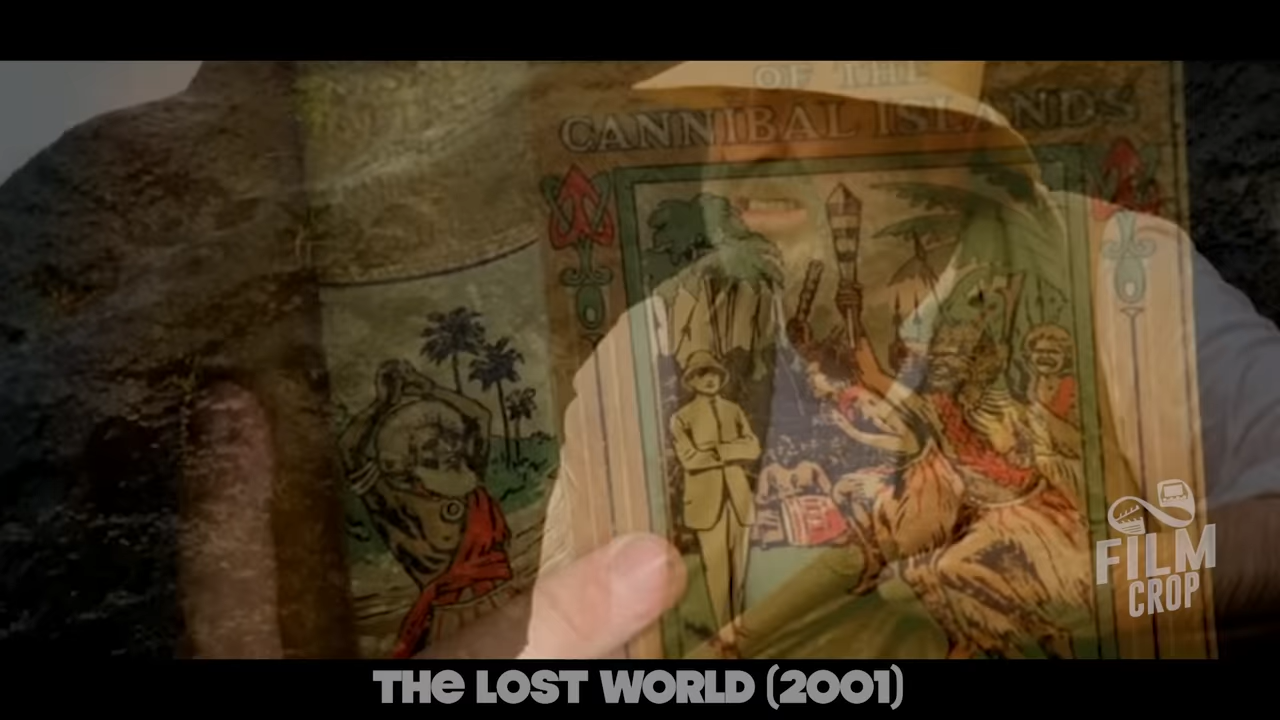 OF THE
CANNIBAL ISLANDS
FILM
CROP
THe LOST WORLD (2001)